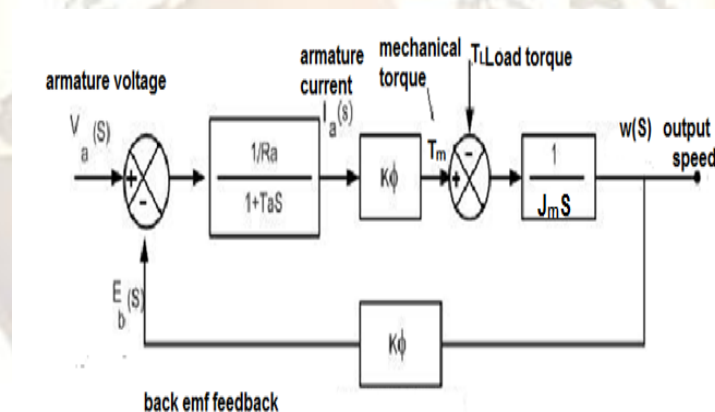 armature voltage
V
a
(S)
+
-
1/Ra
1+TaS
armature
current
I
a
(s)
Kϕ
mechanical
torque
Tm
TLLoad torque
-
+
1
JmS
w(S) output
speed
E
b
(S)
Kϕ
back emf feedback